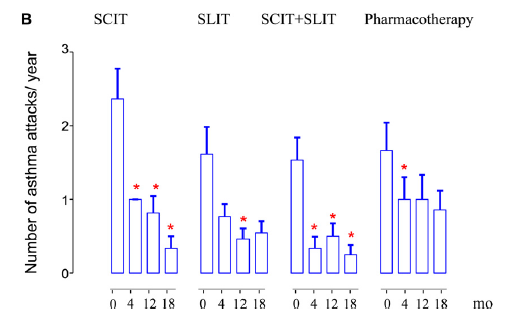 B SCIT SLIT SCIT+SLIT Pharmacotherapy
Number of asthma attacks/ year
3
2
1
0
* * *
*
* * *
*
0 4 12 18 0 4 12 18 0 4 12 18 0 4 12 18 mo